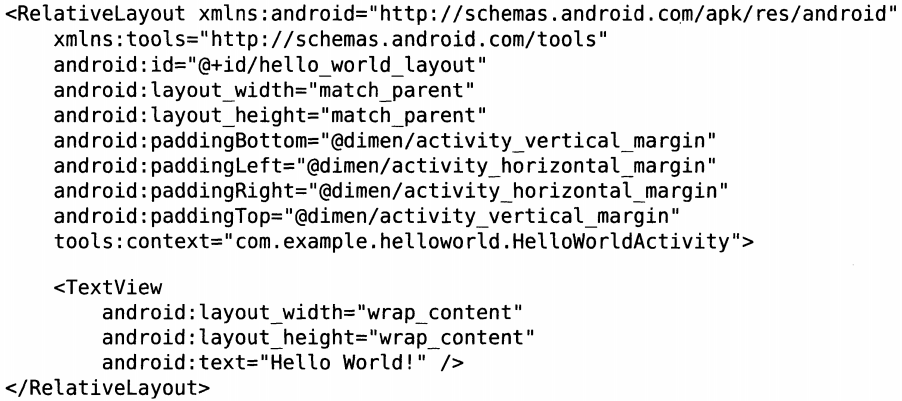 <RelativeLayout xmlns:android="http://schemas.android.com/apk/res/android"
    xmlns:tools="http://schemas.android.com/tools"
    android:id="@+id/hello_world_layout"
    android:layout_width="match_parent"
    android:layout_height="match_parent"
    android:paddingBottom="@dimen/activity_vertical_margin"
    android:paddingLeft="@dimen/activity_horizontal_margin"
    android:paddingRight="@dimen/activity_horizontal_margin"
    android:paddingTop="@dimen/activity_vertical_margin"
    tools:context="com.example.helloworld.HelloWorldActivity">

    <TextView
        android:layout_width="wrap_content"
        android:layout_height="wrap_content"
        android:text="Hello World!" />
</RelativeLayout>